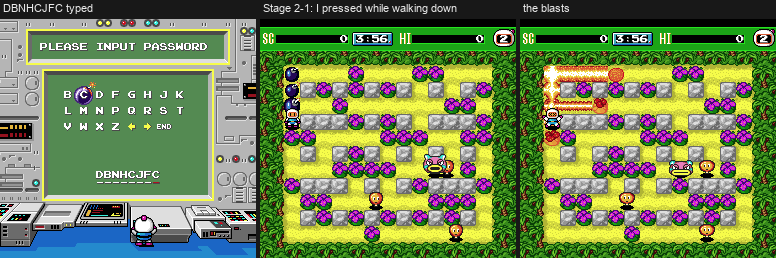 DBNHCJFC typed
Stage 2-1: I pressed while walking down
the blasts
PLEASE INPUT PASSWORD
B C D F G H J K
L M N P Q R S T
V W X Z ← → END
DBNHCJFC
SC 0 3:56 HI 0 2
SC 0 3:56 HI 0 2